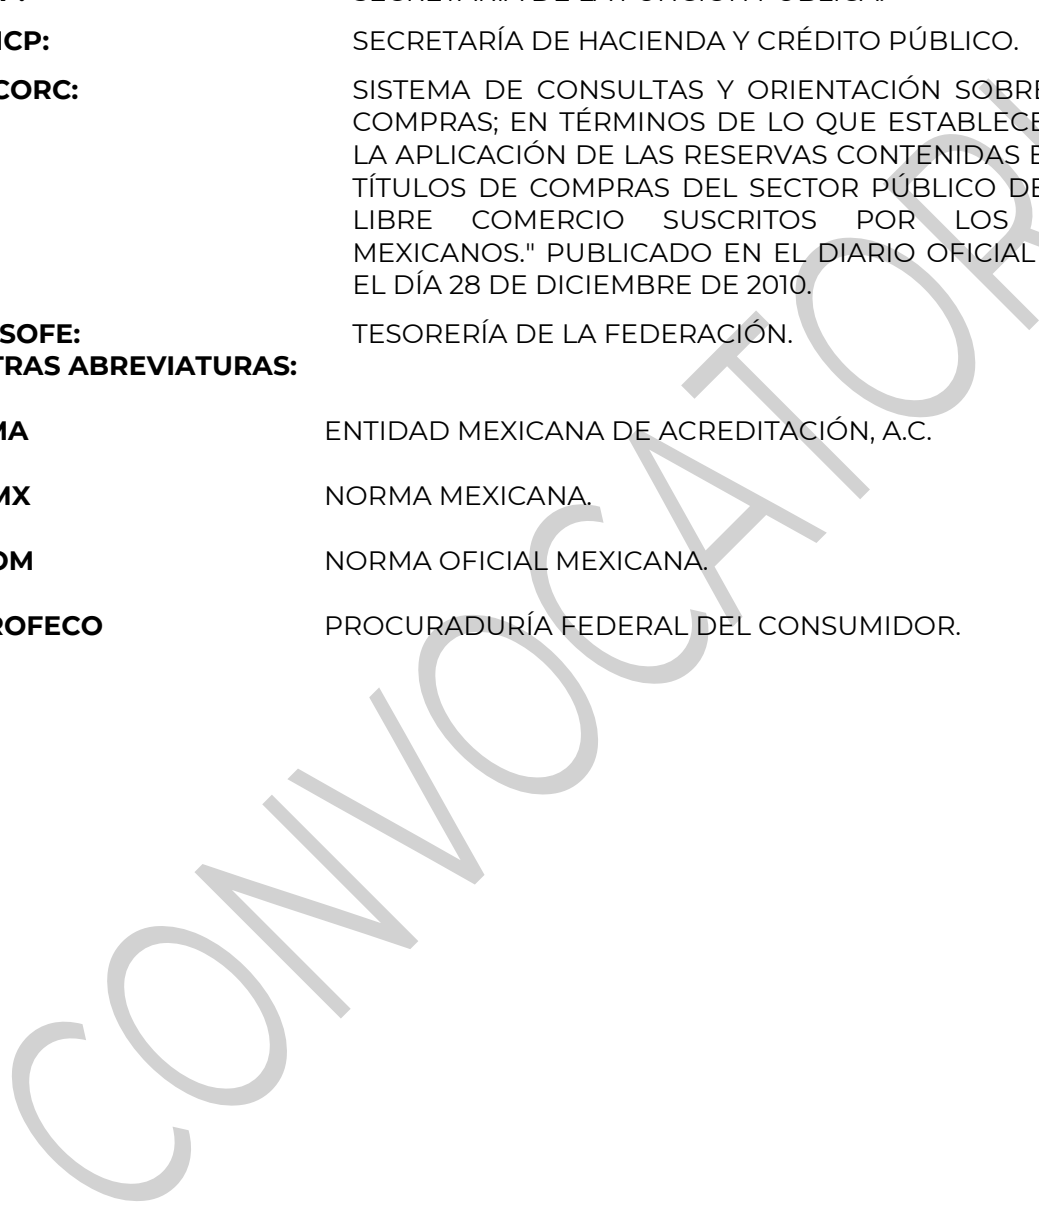 SECRETARÍA DE LA FUNCIÓN PÚBLICA.
HCP: SECRETARÍA DE HACIENDA Y CRÉDITO PÚBLICO.
CORC: SISTEMA DE CONSULTAS Y ORIENTACIÓN SOBRE
COMPRAS; EN TÉRMINOS DE LO QUE ESTABLECE
LA APLICACIÓN DE LAS RESERVAS CONTENIDAS E
TÍTULOS DE COMPRAS DEL SECTOR PÚBLICO DE
LIBRE COMERCIO SUSCRITOS POR LOS
MEXICANOS." PUBLICADO EN EL DIARIO OFICIAL
EL DÍA 28 DE DICIEMBRE DE 2010.
SOFE: TESORERÍA DE LA FEDERACIÓN.
TRAS ABREVIATURAS:
MA ENTIDAD MEXICANA DE ACREDITACIÓN, A.C.
MX NORMA MEXICANA.
OM NORMA OFICIAL MEXICANA.
ROFECO PROCURADURÍA FEDERAL DEL CONSUMIDOR.
CONVOCATOR